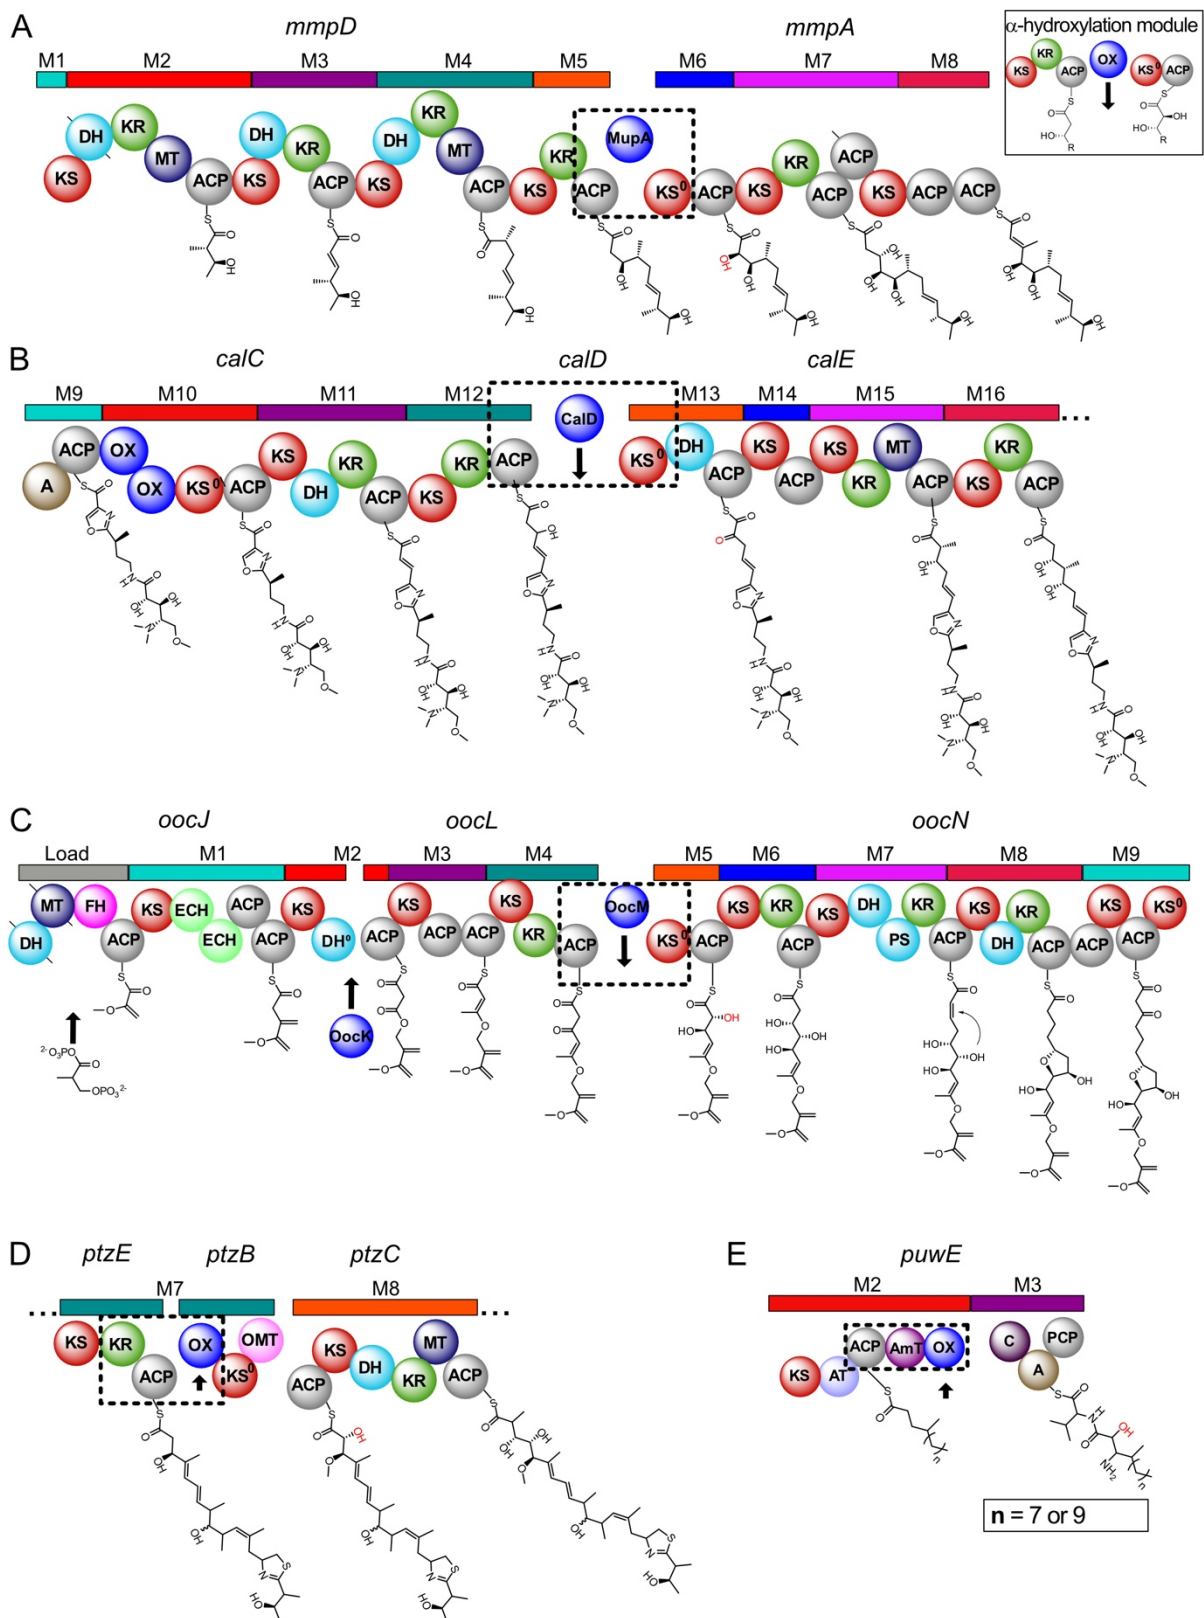 A
mmpD
mmpA
α-hydroxylation module
KS KR ACP OX KS⁰ ACP
M1 M2 M3 M4 M5 M6 M7 M8
KS DH KR MT ACP KS DH KR ACP KS DH KR MT ACP KS KR ACP MupA KS⁰ ACP KS KR ACP ACP KS ACP ACP
B
calC
calD
calE
M9 M10 M11 M12 M13 M14 M15 M16
A ACP OX OX KS⁰ ACP KS DH KR ACP KS KR ACP CalD KS⁰ DH ACP KS ACP KS KR MT ACP KS KR ACP
C
oocJ
oocL
oocN
Load M1 M2 M3 M4 M5 M6 M7 M8 M9
DH MT FH ACP KS ECH ECH ACP ACP KS DH⁰ ACP KS ACP ACP KS KR ACP OocM KS⁰ ACP KS KR ACP KS DH PS KR ACP KS DH KR ACP ACP KS ACP KS⁰
OocK
D
ptzE
ptzB
ptzC
M7 M8
KS KR ACP OX KS⁰ OMT ACP KS DH KR MT ACP
E
puwE
M2 M3
KS AT ACP AmT OX C A PCP
n = 7 or 9